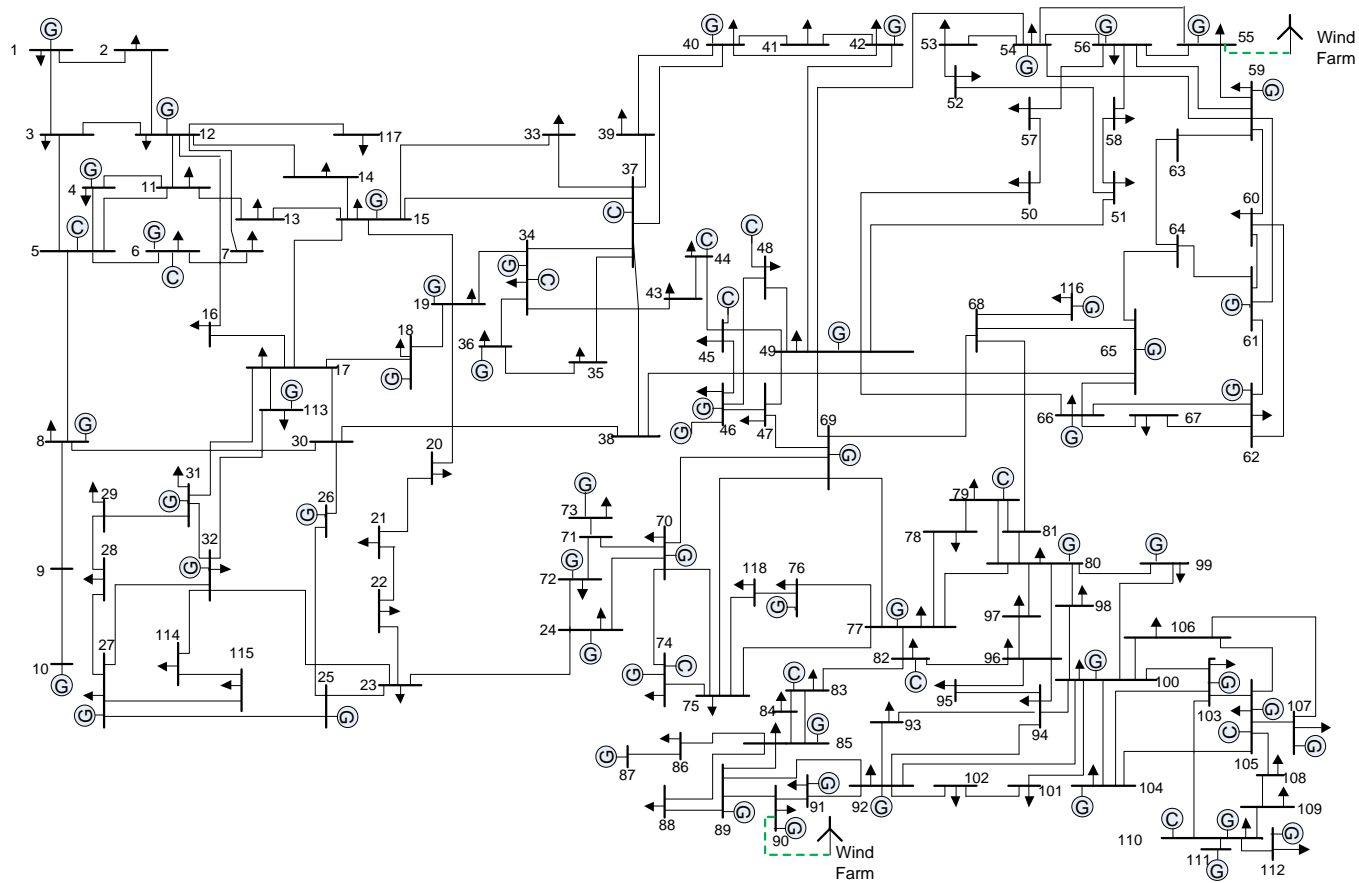 G
G
G
G
1
2
40
41
42
53
54
56
55
Wind
Farm
G
59
G
52
G
3
12
117
33
39
57
58
63
G
4
11
14
37
G
5
C
G
6
C
7
13
15
G
C
50
51
60
64
34
G
C
C
44
C
48
43
16
19
G
18
G
36
G
35
C
45
49
G
68
116
G
65
G
G
61
17
113
G
8
G
30
38
G
G
46
47
69
G
66
G
67
G
62
20
31
G
29
26
G
21
32
G
28
22
9
10
G
27
G
114
115
25
G
23
G
73
71
G
72
24
G
70
G
118
76
G
74
C
G
75
C
79
78
81
G
80
G
99
98
97
G
77
82
C
96
95
94
G
100
106
103
G
G
C
105
107
G
108
109
C
83
84
G
85
93
G
87
86
88
89
G
90
G
91
G
92
G
102
101
G
104
C
G
110
111
G
G
112
Wind
Farm